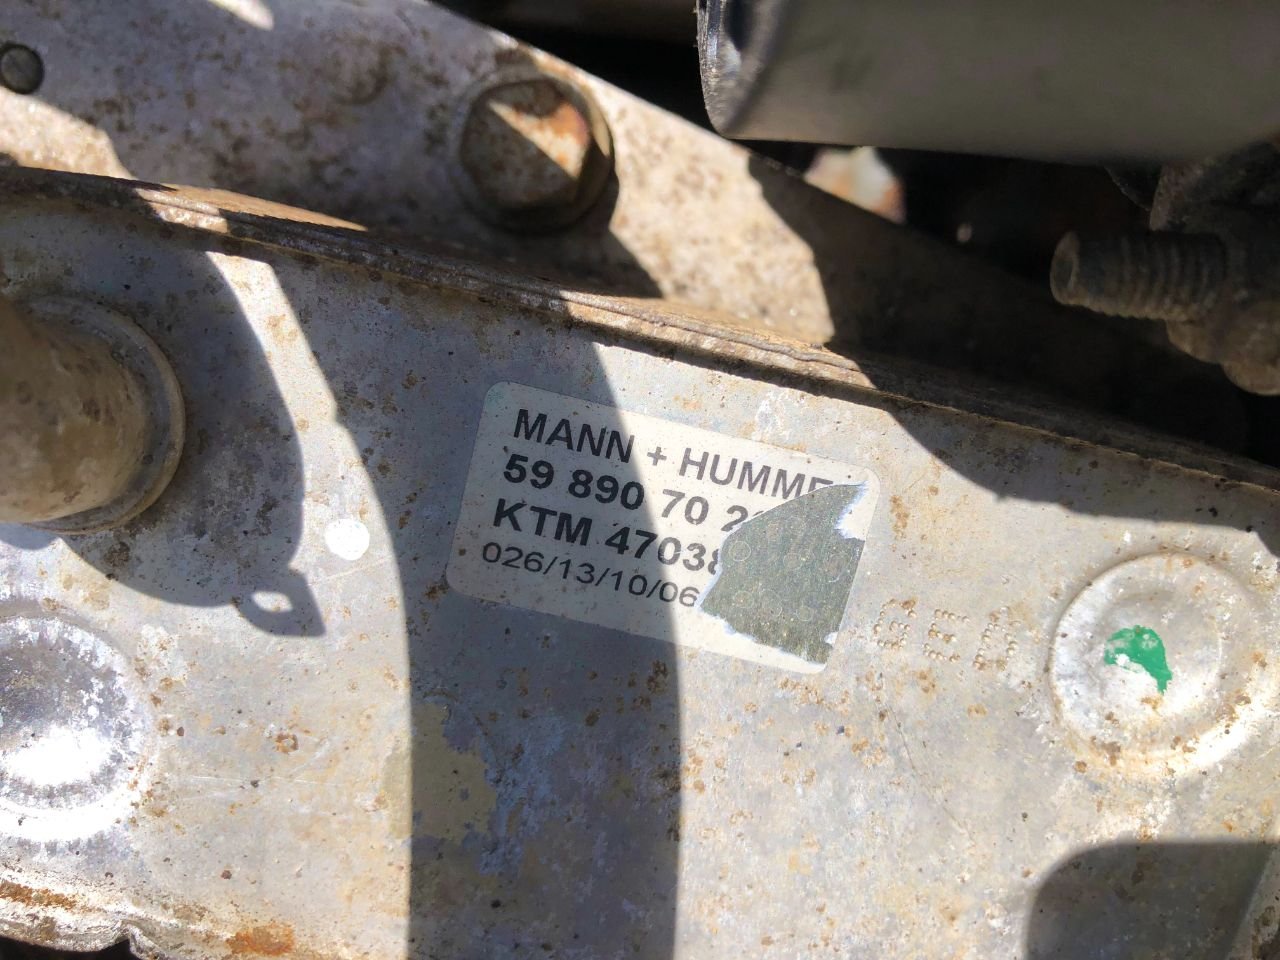 MANN + HUMME
59 890 70 2
KTM 47038
026/13/10/06